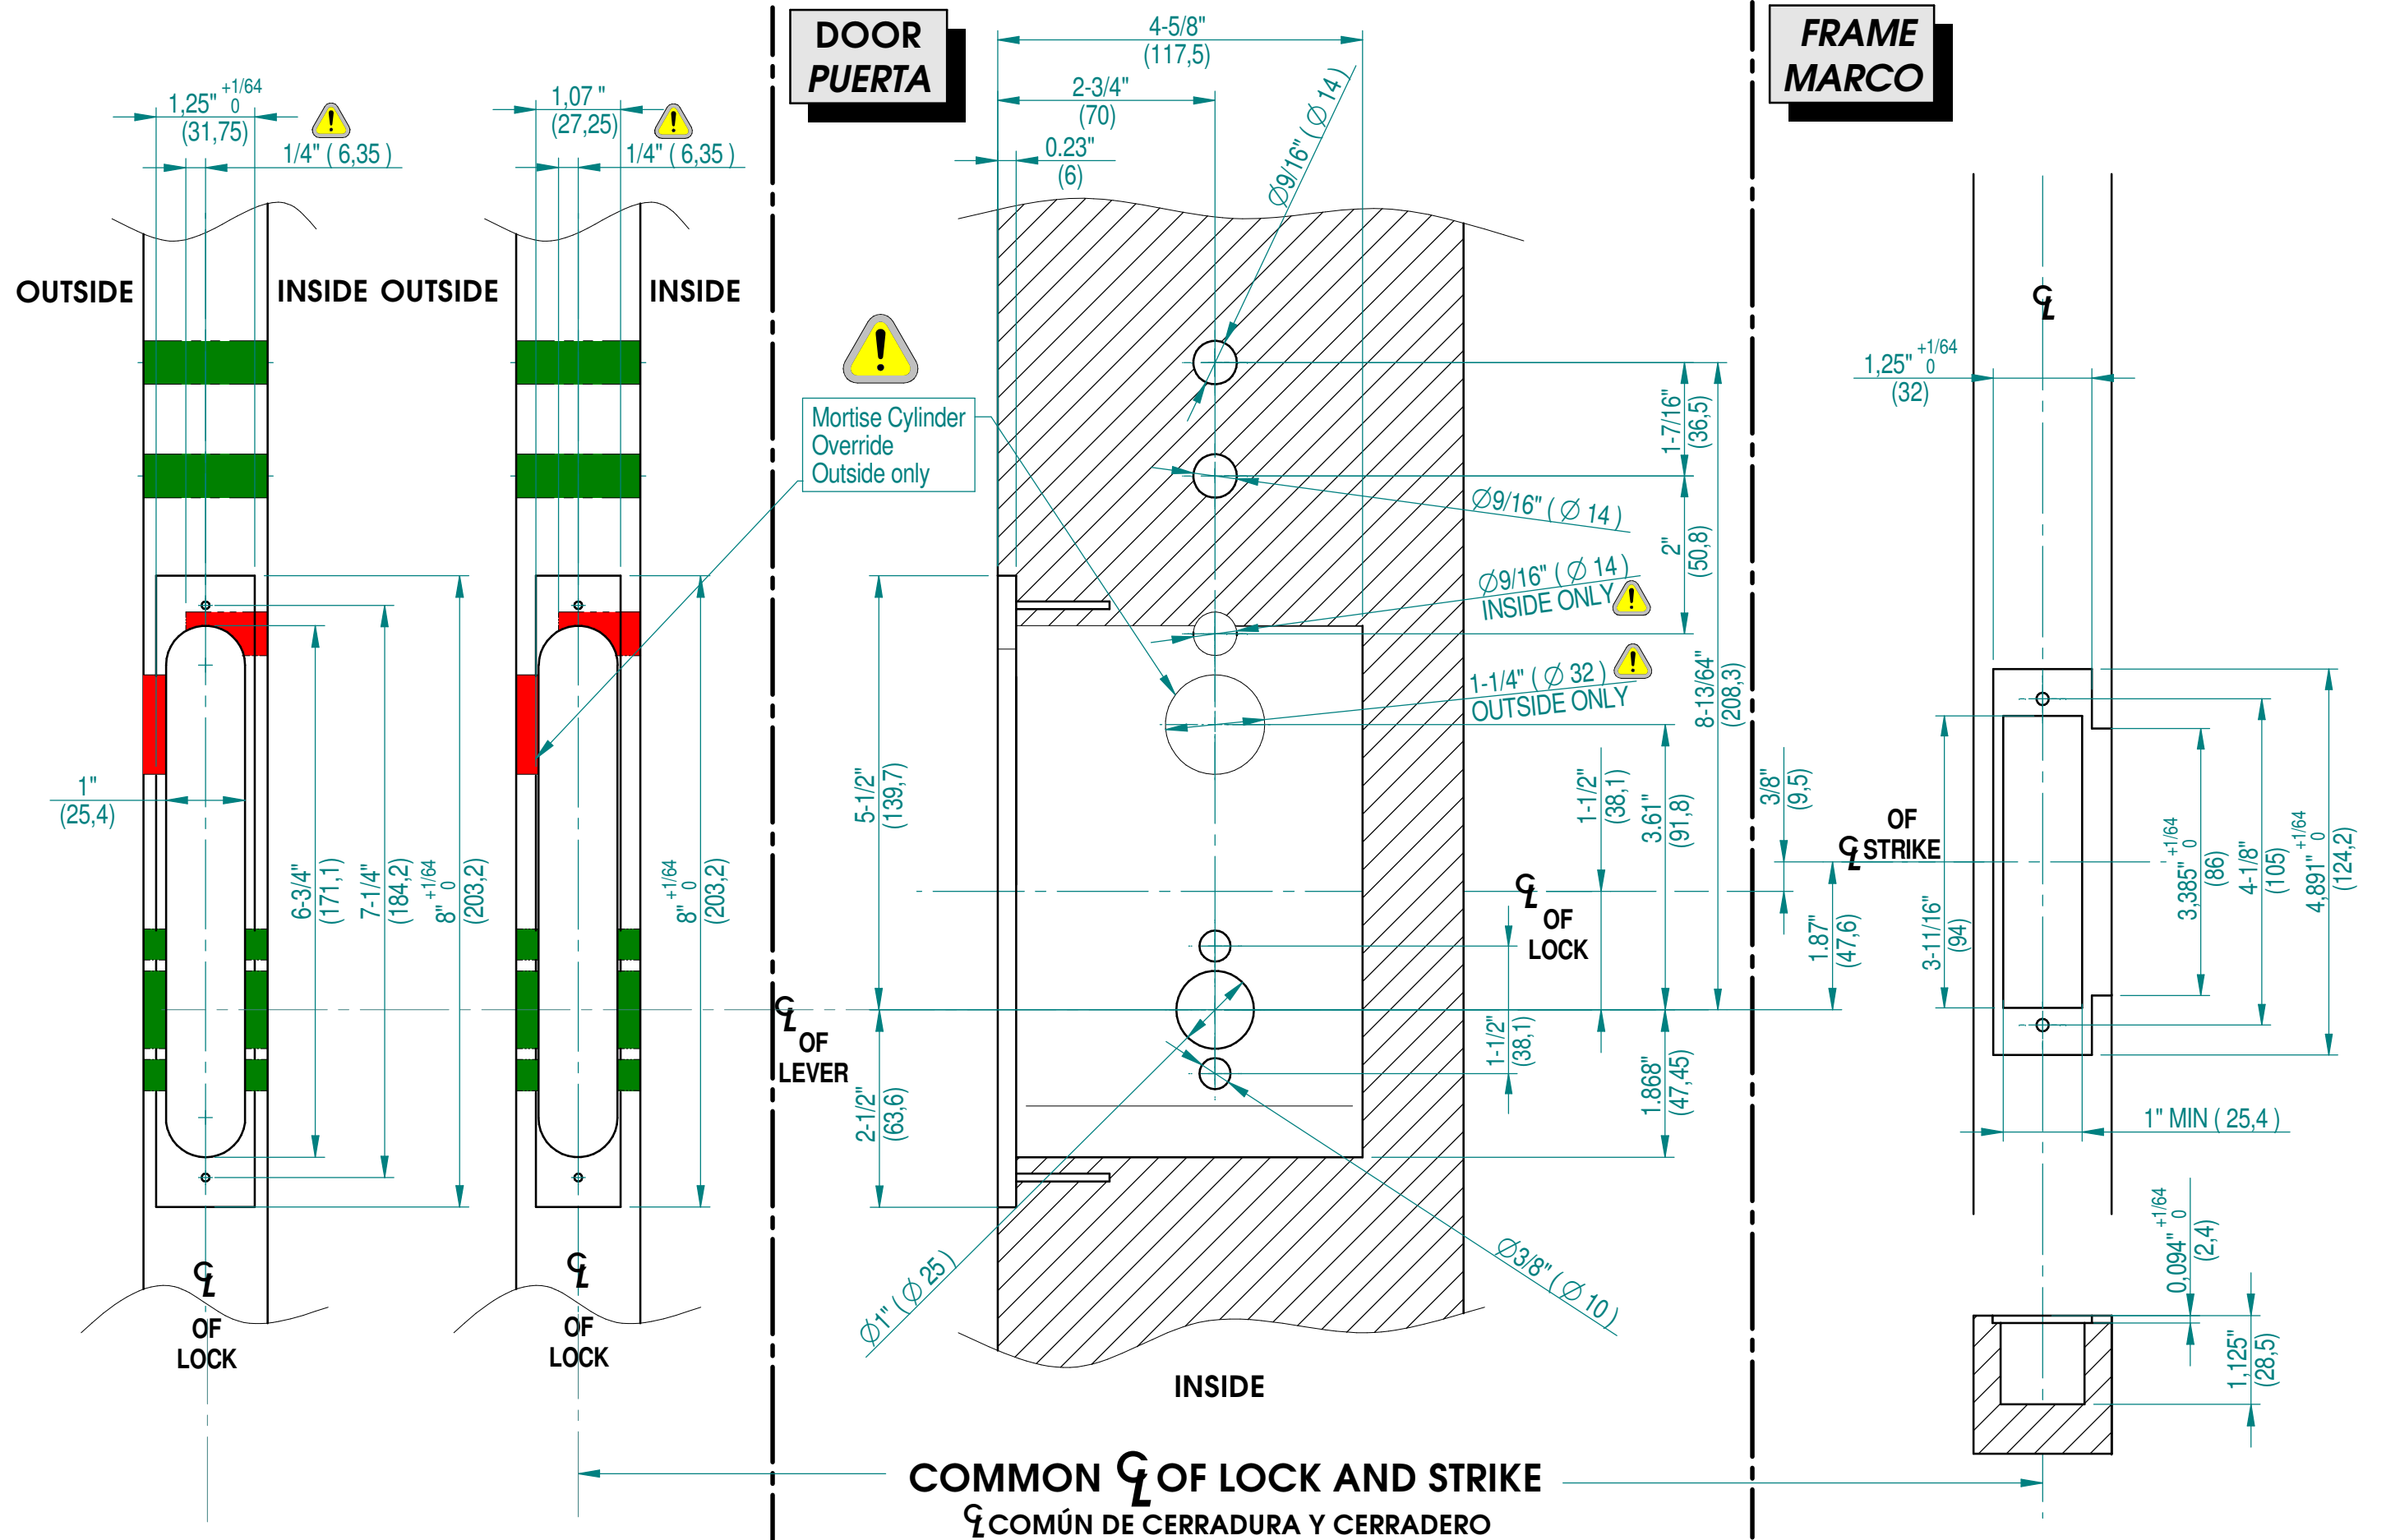 DOOR
PUERTA
FRAME
MARCO
1,25" +1/64 0
(31,75)
1/4" ( 6,35 )
1,07 "
(27,25)
1/4" ( 6,35 )
4-5/8"
(117,5)
2-3/4"
(70)
0.23"
(6)
∅9/16" ( ∅ 14 )
OUTSIDE
INSIDE
OUTSIDE
INSIDE
Mortise Cylinder
Override
Outside only
1-7/16"
(36,5)
∅9/16" ( ∅ 14 )
2"
(50,8)
∅9/16" ( ∅ 14 )
INSIDE ONLY
1-1/4" ( ∅ 32 )
OUTSIDE ONLY
8-13/64"
(208,3)
1"
(25,4)
6-3/4"
(171,1)
7-1/4"
(184,2)
8" +1/64 0
(203,2)
8" +1/64 0
(203,2)
5-1/2"
(139,7)
2-1/2"
(63,6)
1-1/2"
(38,1)
3.61"
(91,8)
℄
OF
LOCK
℄
OF
LEVER
1-1/2"
(38,1)
1.868"
(47,45)
∅1" ( ∅ 25 )
∅3/8" ( ∅ 10 )
℄
OF
LOCK
℄
OF
LOCK
INSIDE
℄
1,25" +1/64 0
(32)
3/8"
(9,5)
OF
℄ STRIKE
1.87"
(47,6)
3-11/16"
(94)
3,385" +1/64 0
(86)
4-1/8"
(105)
4,891" +1/64 0
(124,2)
1" MIN ( 25,4 )
0,094" +1/64 0
(2,4)
1,125"
(28,5)
COMMON ℄ OF LOCK AND STRIKE
℄ COMÚN DE CERRADURA Y CERRADERO